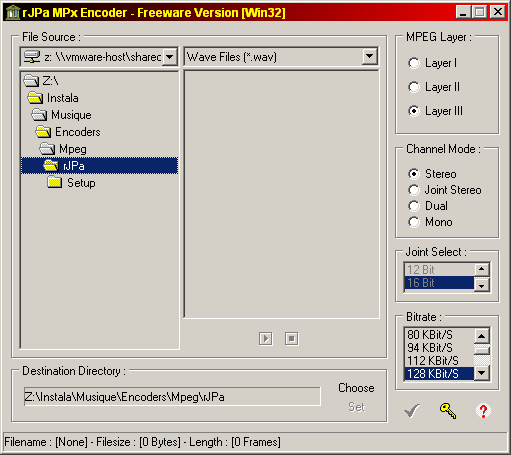 rJPa MPx Encoder - Freeware Version [Win32]
File Source :
z: \\vmware-host\sharec
Wave Files (*.wav)
Z:\
Instala
Musique
Encoders
Mpeg
rJPa
Setup
MPEG Layer :
Layer I
Layer II
Layer III
Channel Mode :
Stereo
Joint Stereo
Dual
Mono
Joint Select :
12 Bit
16 Bit
Bitrate :
80 KBit/S
94 KBit/S
112 KBit/S
128 KBit/S
Destination Directory :
Z:\Instala\Musique\Encoders\Mpeg\rJPa
Choose
Set
Filename : [None] - Filesize : [0 Bytes] - Length : [0 Frames]